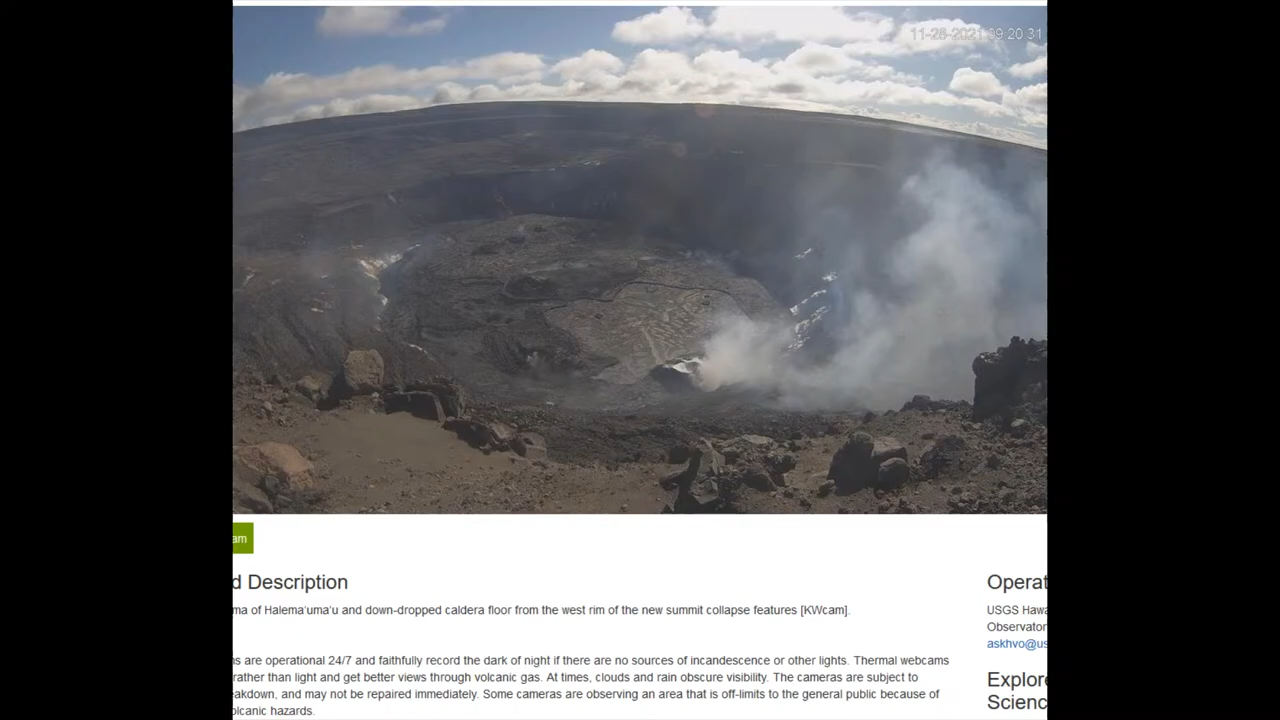 11-28-2021 09:20:31
am
d Description
ma of Halemaʻumaʻu and down-dropped caldera floor from the west rim of the new summit collapse features [KWcam].
ns are operational 24/7 and faithfully record the dark of night if there are no sources of incandescence or other lights. Thermal webcams
rather than light and get better views through volcanic gas. At times, clouds and rain obscure visibility. The cameras are subject to
eakdown, and may not be repaired immediately. Some cameras are observing an area that is off-limits to the general public because of
olcanic hazards.
Operat
USGS Hawa
Observator
askhvo@us
Explore
Scienc